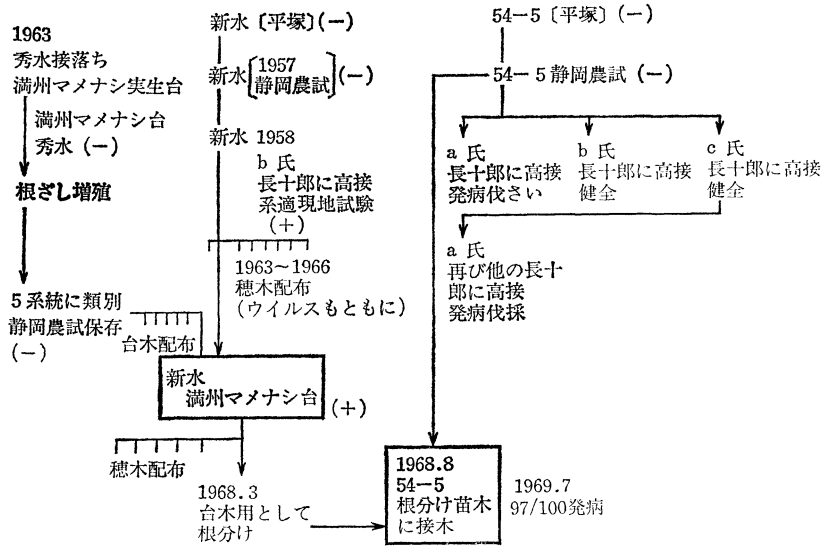 1963
秀水接落ち
満州マメナシ実生台
満州マメナシ台
秀水(−)
根ざし増殖
5系統に類別
静岡農試保存
(−)
台木配布
新水〔平塚〕(−)
新水〔1957
静岡農試〕(−)
新水 1958
b 氏
長十郎に高接
系適現地試験
(+)
1963〜1966
穂木配布
(ウイルスもともに)
新水
満州マメナシ台
(+)
穂木配布
1968.3
台木用として
根分け
54−5〔平塚〕(−)
54−5静岡農試(−)
a 氏
長十郎に高接
発病伐さい
b 氏
長十郎に高接
健全
c 氏
長十郎に高接
健全
a 氏
再び他の長十
郎に高接
発病伐採
1968.8
54−5
根分け苗木
に接木
1969.7
97/100発病